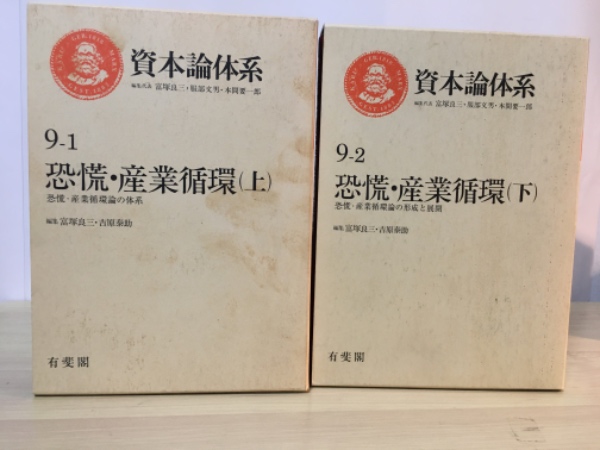 資本論体系
編集代表 富塚良三・服部文男・本間要一郎
9-1
恐慌・産業循環(上)
恐慌・産業循環論の体系
編集 富塚良三・吉原泰助
有斐閣
資本論体系
編集代表 富塚良三・服部文男・本間要一郎
9-2
恐慌・産業循環(下)
恐慌・産業循環論の形成と展開
編集 富塚良三・吉原泰助
有斐閣